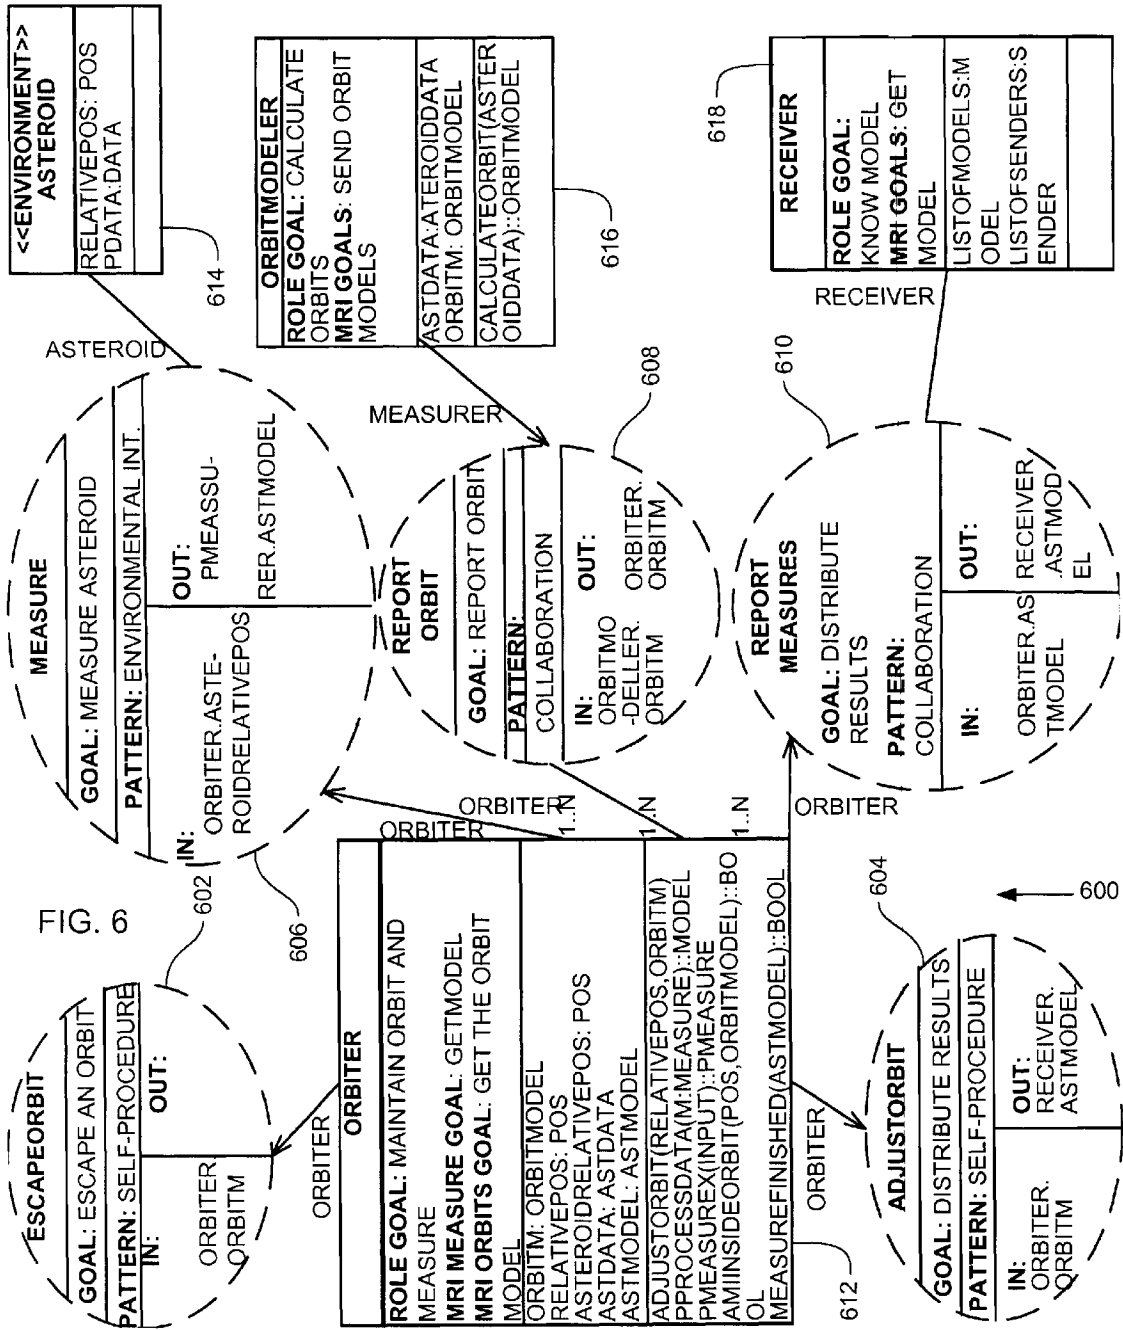 FIG. 6
600
ESCAPEORBIT
GOAL: ESCAPE AN ORBIT
PATTERN: SELF-PROCEDURE
IN:
OUT:
ORBITER.
ORBITM
602
ORBITER
MEASURE
GOAL: MEASURE ASTEROID
PATTERN: ENVIRONMENTAL INT.
IN:
ORBITER.ASTE-
ROIDRELATIVEPOS
OUT:
PMEASSU-
RER.ASTMODEL
606
ASTEROID
<<ENVIRONMENT>>
ASTEROID
RELATIVEPOS: POS
PDATA:DATA
614
ORBITER
ROLE GOAL: MAINTAIN ORBIT AND
MEASURE
MRI MEASURE GOAL: GETMODEL
MRI ORBITS GOAL: GET THE ORBIT
MODEL
ORBITM: ORBITMODEL
RELATIVEPOS: POS
ASTEROIDRELATIVEPOS: POS
ASTDATA: ASTDATA
ASTMODEL: ASTMODEL
ADJUSTORBIT(RELATIVEPOS,ORBITM)
PPROCESSDATA(M:MEASURE)::MODEL
PMEASUREX(INPUT)::PMEASURE
AMIINSIDEORBIT(POS,ORBITMODEL)::BO
OL
MEASUREFINISHED(ASTMODEL)::BOOL
612
ORBITER
1..N
ORBITER
1..N
ORBITER
1..N
REPORT
ORBIT
GOAL: REPORT ORBIT
PATTERN:
COLLABORATION
IN:
ORBITMO
-DELLER.
ORBITM
OUT:
ORBITER.
ORBITM
608
MEASURER
ORBITMODELER
ROLE GOAL: CALCULATE
ORBITS
MRI GOALS: SEND ORBIT
MODELS
ASTDATA:ATEROIDDATA
ORBITM: ORBITMODEL
CALCULATEORBIT(ASTER
OIDDATA)::ORBITMODEL
616
ORBITER
ADJUSTORBIT
GOAL: DISTRIBUTE RESULTS
PATTERN: SELF-PROCEDURE
IN:
ORBITER.
ORBITM
OUT:
RECEIVER.
ASTMODEL
604
REPORT
MEASURES
GOAL: DISTRIBUTE
RESULTS
PATTERN:
COLLABORATION
IN:
ORBITER.AS
TMODEL
OUT:
RECEIVER
.ASTMOD
EL
610
RECEIVER
RECEIVER
ROLE GOAL:
KNOW MODEL
MRI GOALS: GET
MODEL
LISTOFMODELS:M
ODEL
LISTOFSENDERS:S
ENDER
618